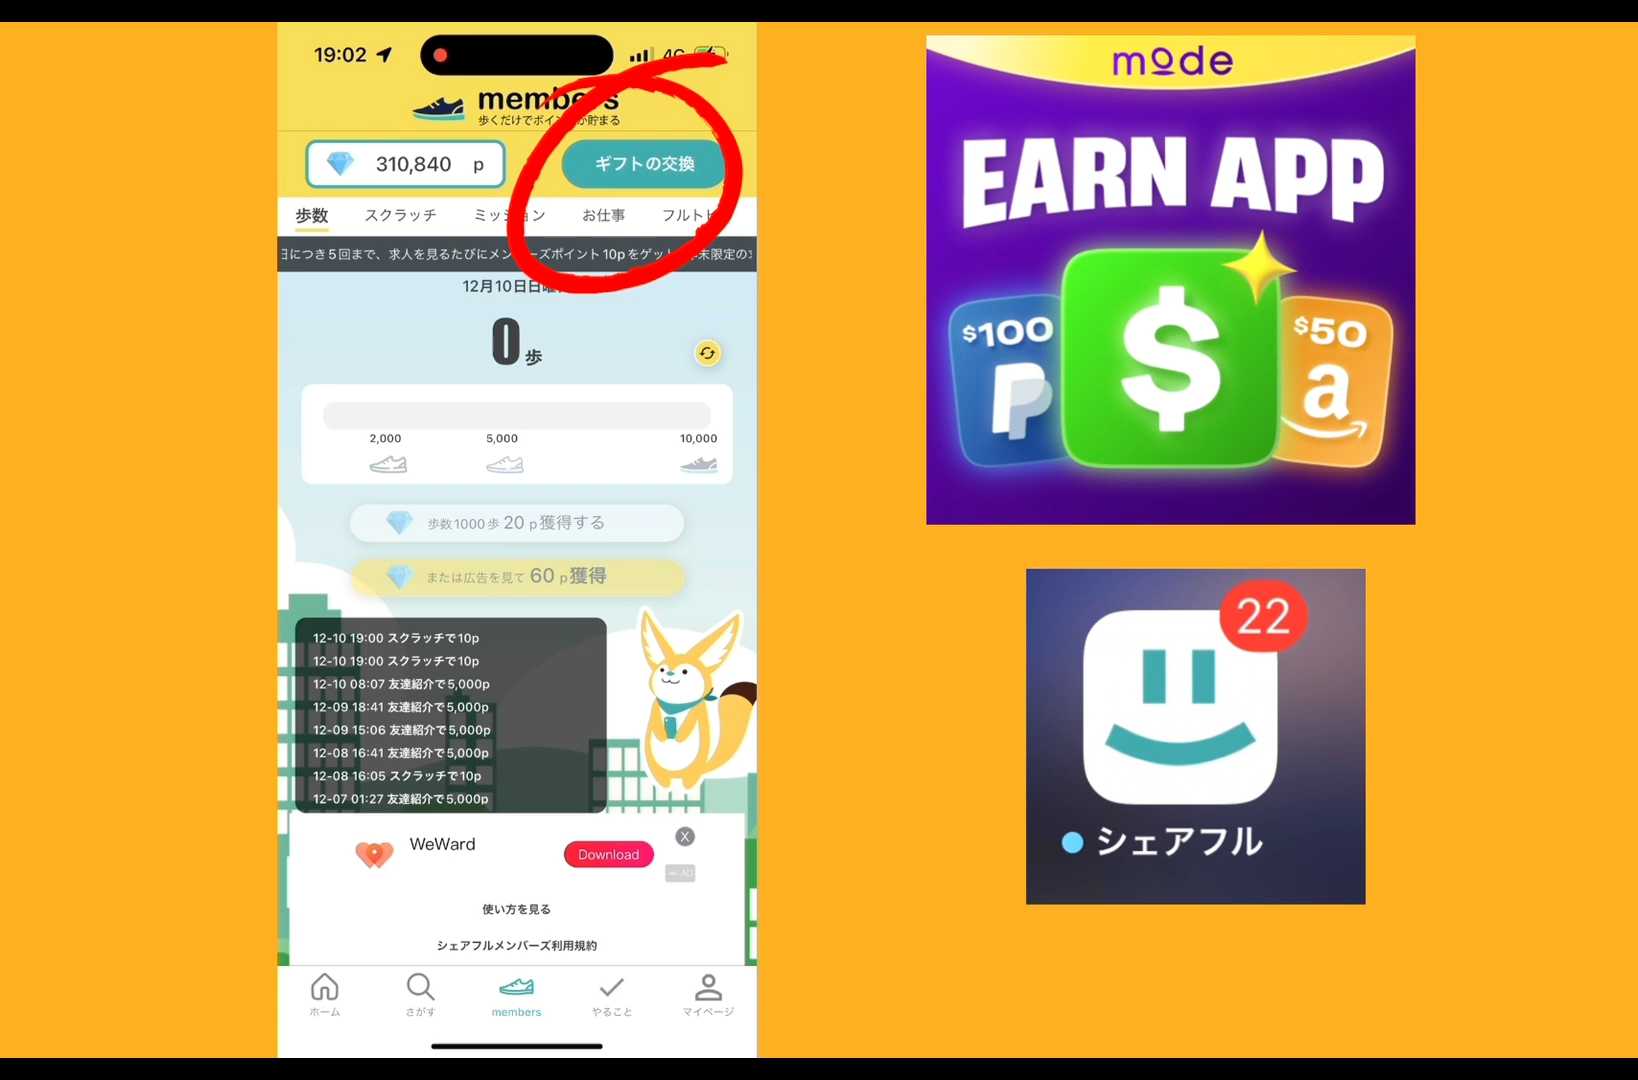 19:02
4G
members
歩くだけでポイントが貯まる
310,840 p
ギフトの交換
歩数 スクラッチ ミッション お仕事 フルトピ
日につき5回まで、求人を見るたびにメンバーズポイント10pをゲット
12月10日日曜
0歩
2,000 5,000 10,000
歩数1000歩 20 p獲得する
または広告を見て 60 p獲得
12-10 19:00 スクラッチで10p
12-10 19:00 スクラッチで10p
12-10 08:07 友達紹介で5,000p
12-09 18:41 友達紹介で5,000p
12-09 15:06 友達紹介で5,000p
12-08 16:41 友達紹介で5,000p
12-08 16:05 スクラッチで10p
12-07 01:27 友達紹介で5,000p
WeWard
Download
X
AD
使い方を見る
シェアフルメンバーズ利用規約
ホーム さがす members やること マイページ
mode
EARN APP
$100
$
$50
a
22
シェアフル